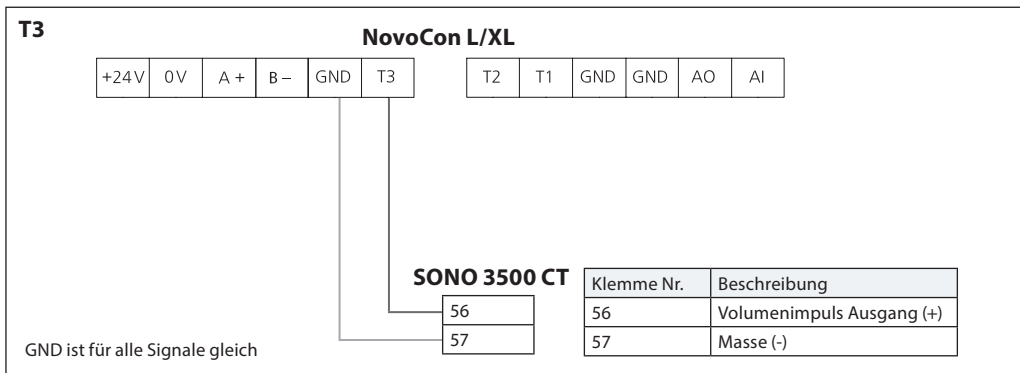 T3
NovoCon L/XL
+24V 0V A+ B– GND T3 T2 T1 GND GND AO AI
SONO 3500 CT
56
57
Klemme Nr. Beschreibung
56 Volumenimpuls Ausgang (+)
57 Masse (-)
GND ist für alle Signale gleich